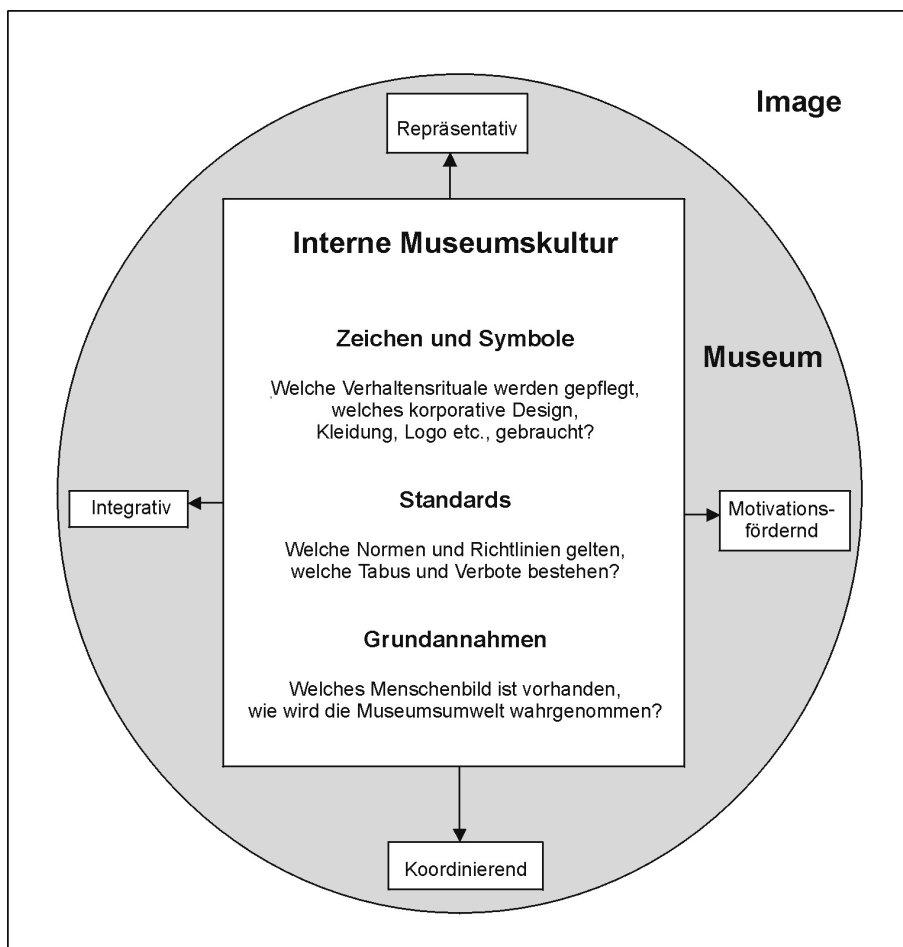 Image
Repräsentativ
Interne Museumskultur
Zeichen und Symbole
Welche Verhaltensrituale werden gepflegt,
welches korporative Design,
Kleidung, Logo etc., gebraucht?
Museum
Integrativ
Standards
Welche Normen und Richtlinien gelten,
welche Tabus und Verbote bestehen?
Motivations-
fördernd
Grundannahmen
Welches Menschenbild ist vorhanden,
wie wird die Museumsumwelt wahrgenommen?
Koordinierend